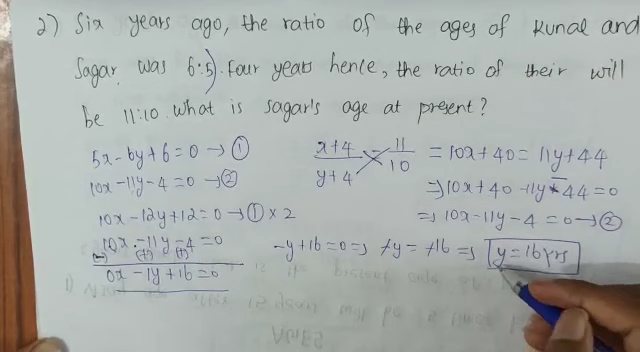 2) Six years ago, the ratio of the ages of Kunal and
Sagar was 6:5). Four years hence, the ratio of their will
be 11:10. What is sagar's age at present?
5x-6y+6=0 → ①
10x-11y-4=0 → ②
10x-12y+12=0 → ① × 2
10x-11y-4=0
(-) (+) (+)
0x-1y+16=0
x+4/y+4 = 11/10 = 10x+40 = 11y+44
⇒ 10x+40-11y-44=0
⇒ 10x-11y-4=0 → ②
-y+16=0 ⇒ +y=+16 ⇒ y=16yrs
AGES